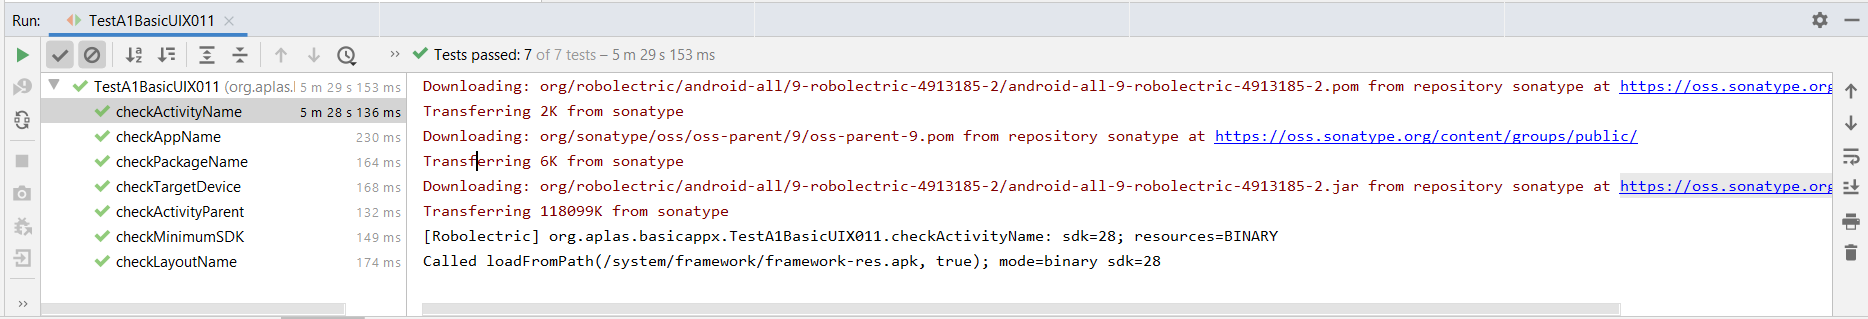 Run: TestA1BasicUIX011
Tests passed: 7 of 7 tests – 5 m 29 s 153 ms
TestA1BasicUIX011 (org.aplas.l 5 m 29 s 153 ms
checkActivityName 5 m 28 s 136 ms
checkAppName 230 ms
checkPackageName 164 ms
checkTargetDevice 168 ms
checkActivityParent 132 ms
checkMinimumSDK 149 ms
checkLayoutName 174 ms
Downloading: org/robolectric/android-all/9-robolectric-4913185-2/android-all-9-robolectric-4913185-2.pom from repository sonatype at https://oss.sonatype.org
Transferring 2K from sonatype
Downloading: org/sonatype/oss/oss-parent/9/oss-parent-9.pom from repository sonatype at https://oss.sonatype.org/content/groups/public/
Transferring 6K from sonatype
Downloading: org/robolectric/android-all/9-robolectric-4913185-2/android-all-9-robolectric-4913185-2.jar from repository sonatype at https://oss.sonatype.org
Transferring 118099K from sonatype
[Robolectric] org.aplas.basicappx.TestA1BasicUIX011.checkActivityName: sdk=28; resources=BINARY
Called loadFromPath(/system/framework/framework-res.apk, true); mode=binary sdk=28